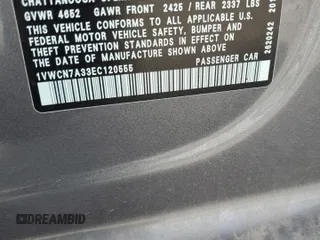 GVWR 4652 GAWR FRONT 2425 / REAR 2337 LBS
THIS VEHICLE CONFORMS TO ALL APPLICABLE U.S.
FEDERAL MOTOR VEHICLE SAFETY, BUMPER AND
THEFT PREVENTION STANDARDS IN EFFECT ON
THE DATE OF MANUFACTURE SHOWN ABOVE.
1VWCN7A33EC120555
PASSENGER CAR
2620242
DREAMBID